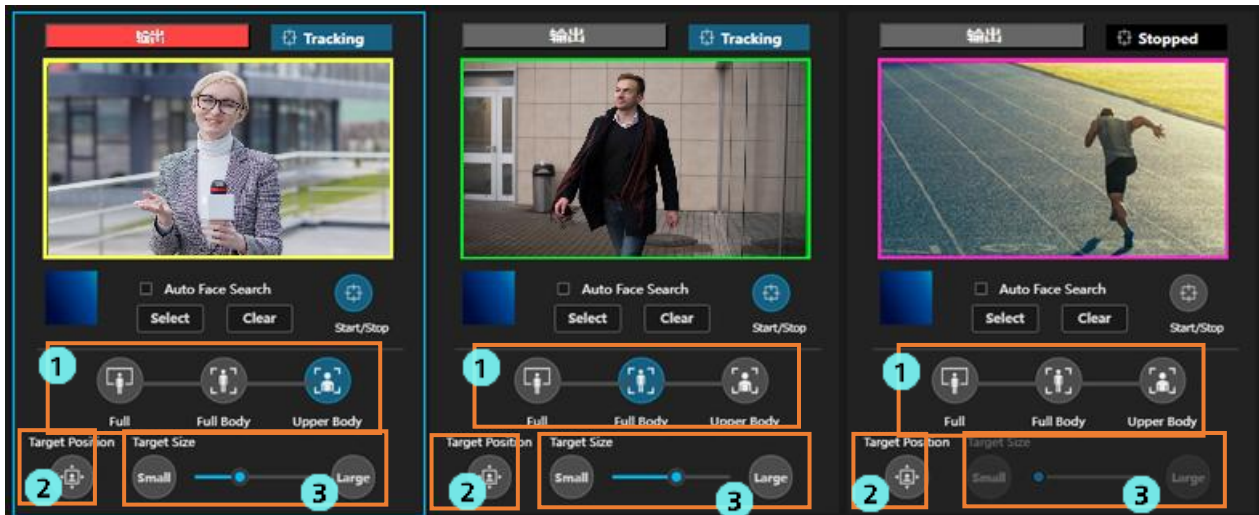 輸出 Tracking
Auto Face Search
Select Clear
Start/Stop
1
Full Full Body Upper Body
Target Position Target Size
2 Small Large
3
輸出 Tracking
Auto Face Search
Select Clear
Start/Stop
1
Full Full Body Upper Body
Target Position Target Size
2 Small Large
3
輸出 Stopped
Auto Face Search
Select Clear
Start/Stop
1
Full Full Body Upper Body
Target Position Target Size
2 Small Large
3